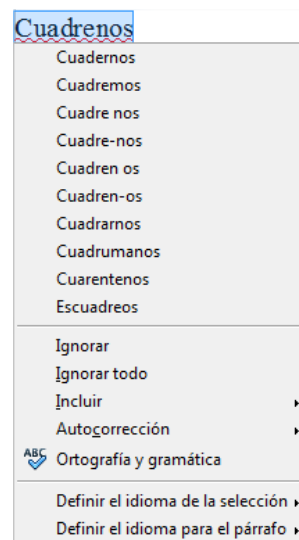 Cuadrenos
Cuadernos
Cuadremos
Cuadre nos
Cuadre-nos
Cuadren os
Cuadren-os
Cuadrarnos
Cuadrumanos
Cuarentenos
Escuadreos
Ignorar
Ignorar todo
Incluir
Autocorrección
ABC Ortografía y gramática
Definir el idioma de la selección
Definir el idioma para el párrafo